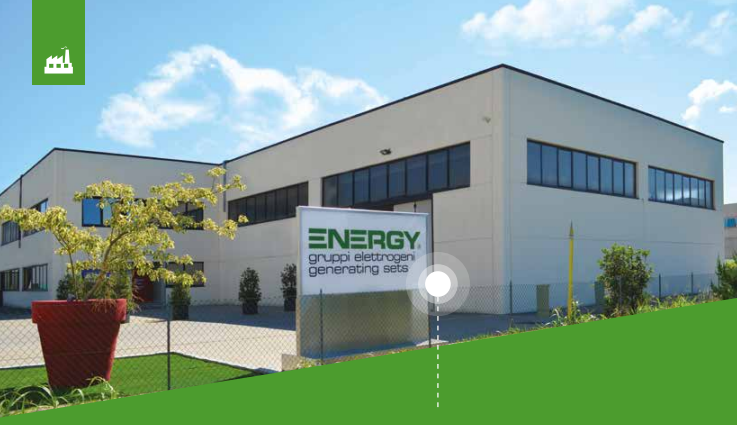 ENERGY®
gruppi elettrogeni
generating sets